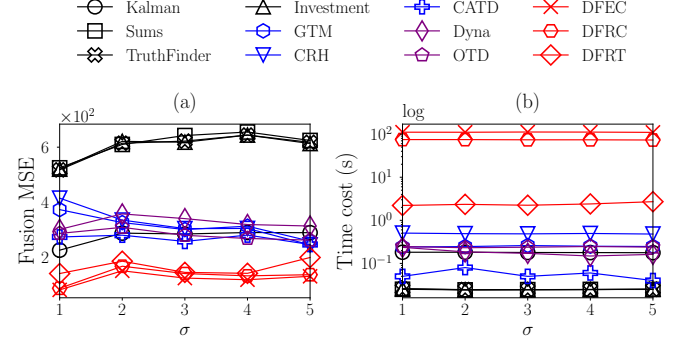 Kalman Investment CATD DFEC
Sums GTM Dyna DFRC
TruthFinder CRH OTD DFRT
(a) (b)
×10² log
6
4
2
Fusion MSE
1 2 3 4 5
σ
10²
10¹
10⁰
10⁻¹
Time cost (s)
1 2 3 4 5
σ